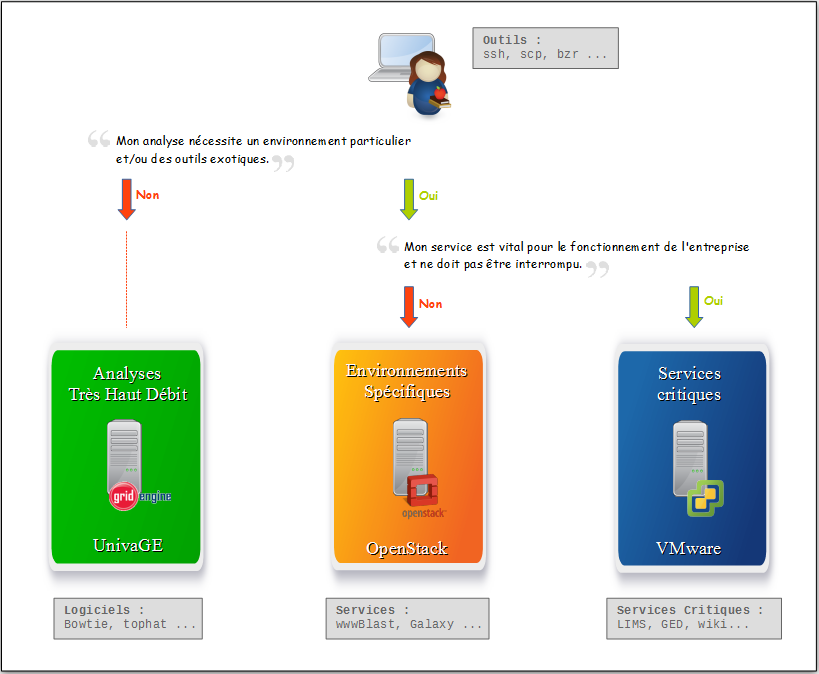 Outils :
ssh, scp, bzr ...
“ Mon analyse nécessite un environnement particulier
et/ou des outils exotiques. ”
Non
Oui
“ Mon service est vital pour le fonctionnement de l'entreprise
et ne doit pas être interrompu. ”
Non
Oui
Analyses
Très Haut Débit
grid engine
UnivaGE
Environnements
Spécifiques
openstack
OpenStack
Services
critiques
VMware
Logiciels :
Bowtie, tophat ...
Services :
wwwBlast, Galaxy ...
Services Critiques :
LIMS, GED, wiki...